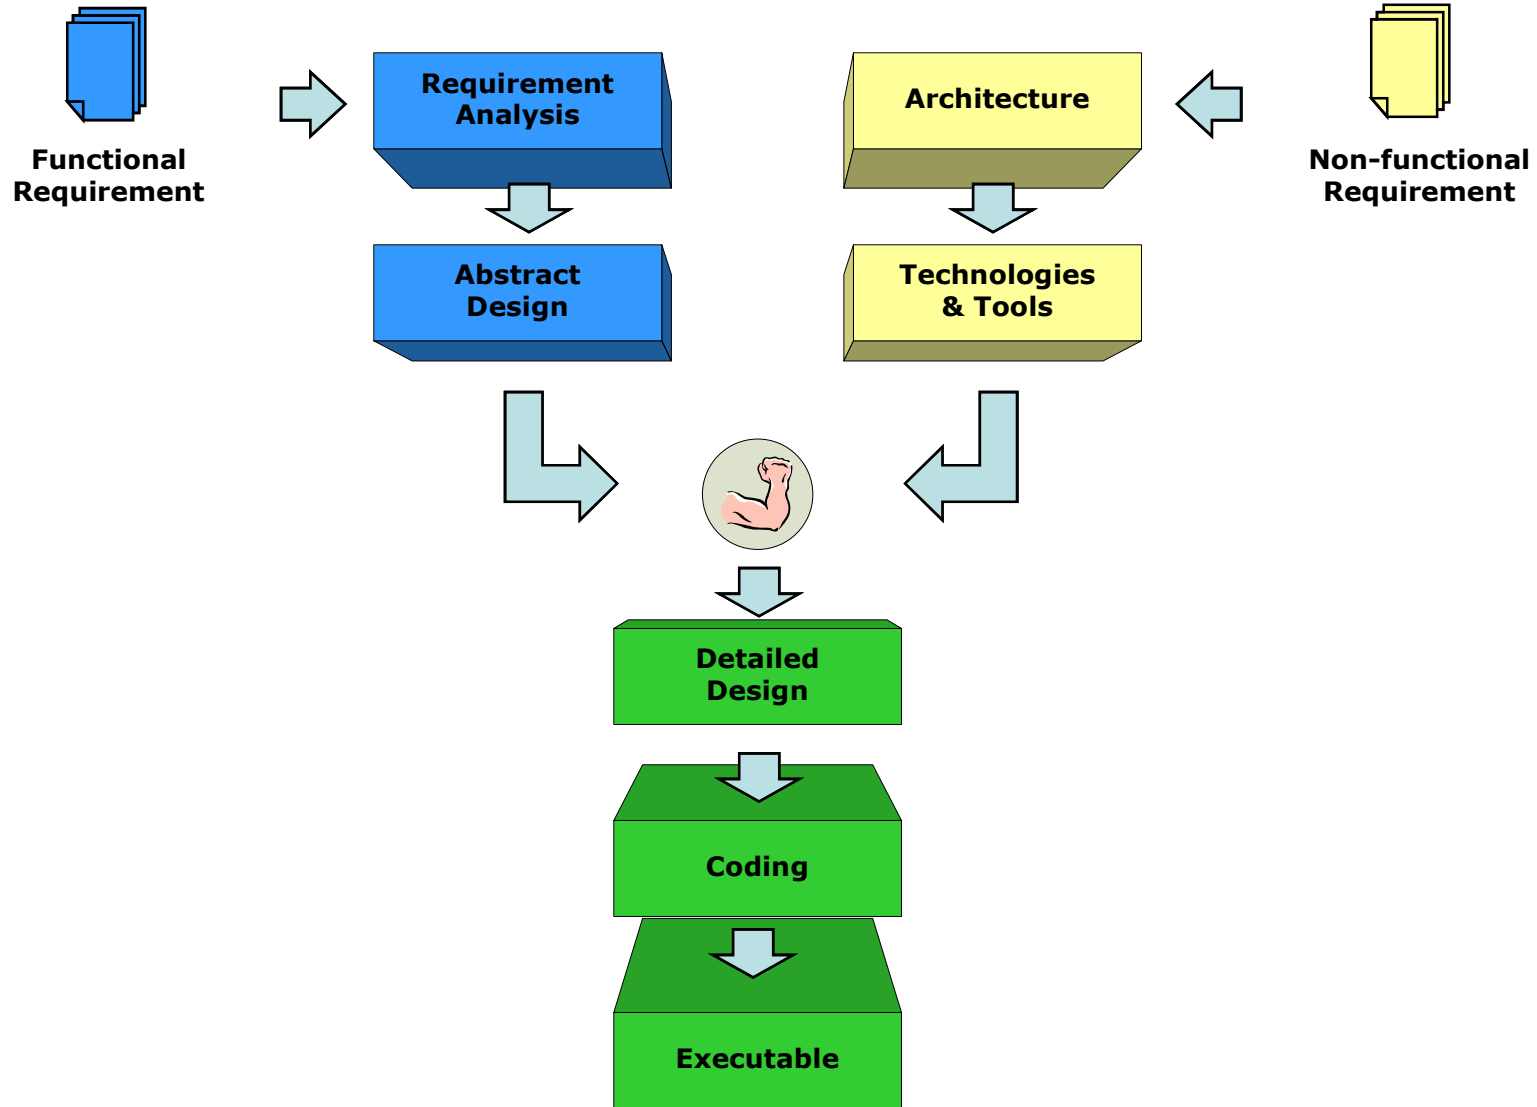 Requirement
Analysis
Architecture
Functional
Requirement
Non-functional
Requirement
Abstract
Design
Technologies
& Tools
Detailed
Design
Coding
Executable